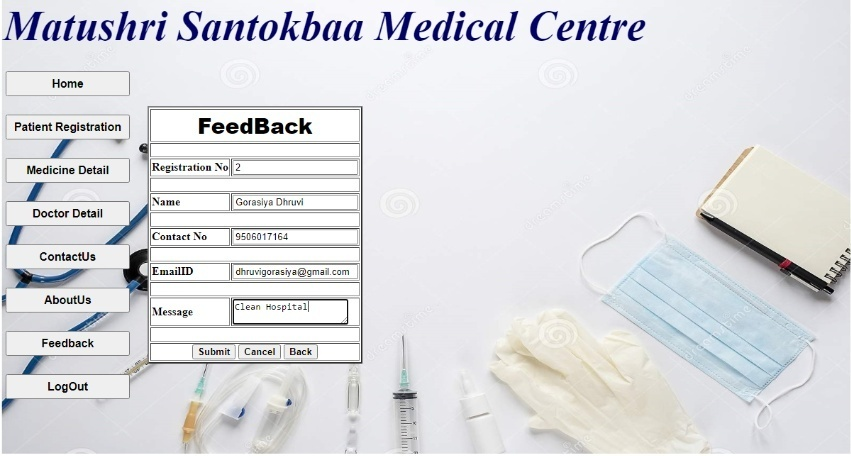 Matushri Santokbaa Medical Centre
Home
Patient Registration
Medicine Detail
Doctor Detail
ContactUs
AboutUs
Feedback
LogOut
FeedBack
Registration No 2
Name Gorasiya Dhruvi
Contact No 9506017164
EmailID dhruvigorasiya@gmail.com
Message Clean Hospital
Submit Cancel Back